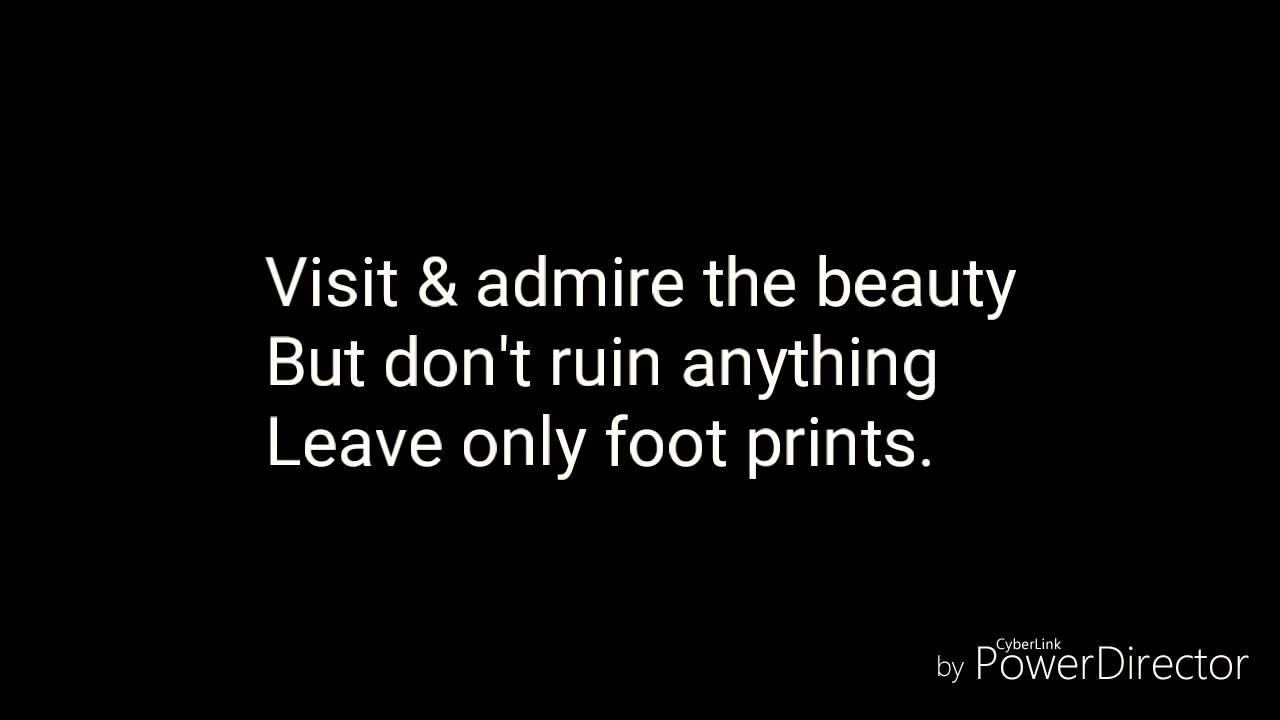 Visit & admire the beauty
But don't ruin anything
Leave only foot prints.
CyberLink
by PowerDirector